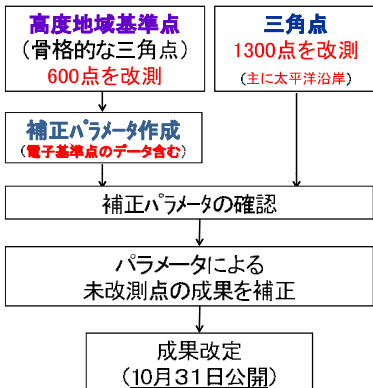 高度地域基準点
(骨格的な三角点)
600点を改測
三角点
1300点を改測
(主に太平洋沿岸)
補正パラメータ作成
(電子基準点のデータ含む)
補正パラメータの確認
パラメータによる
未改測点の成果を補正
成果改定
(10月31日公開)